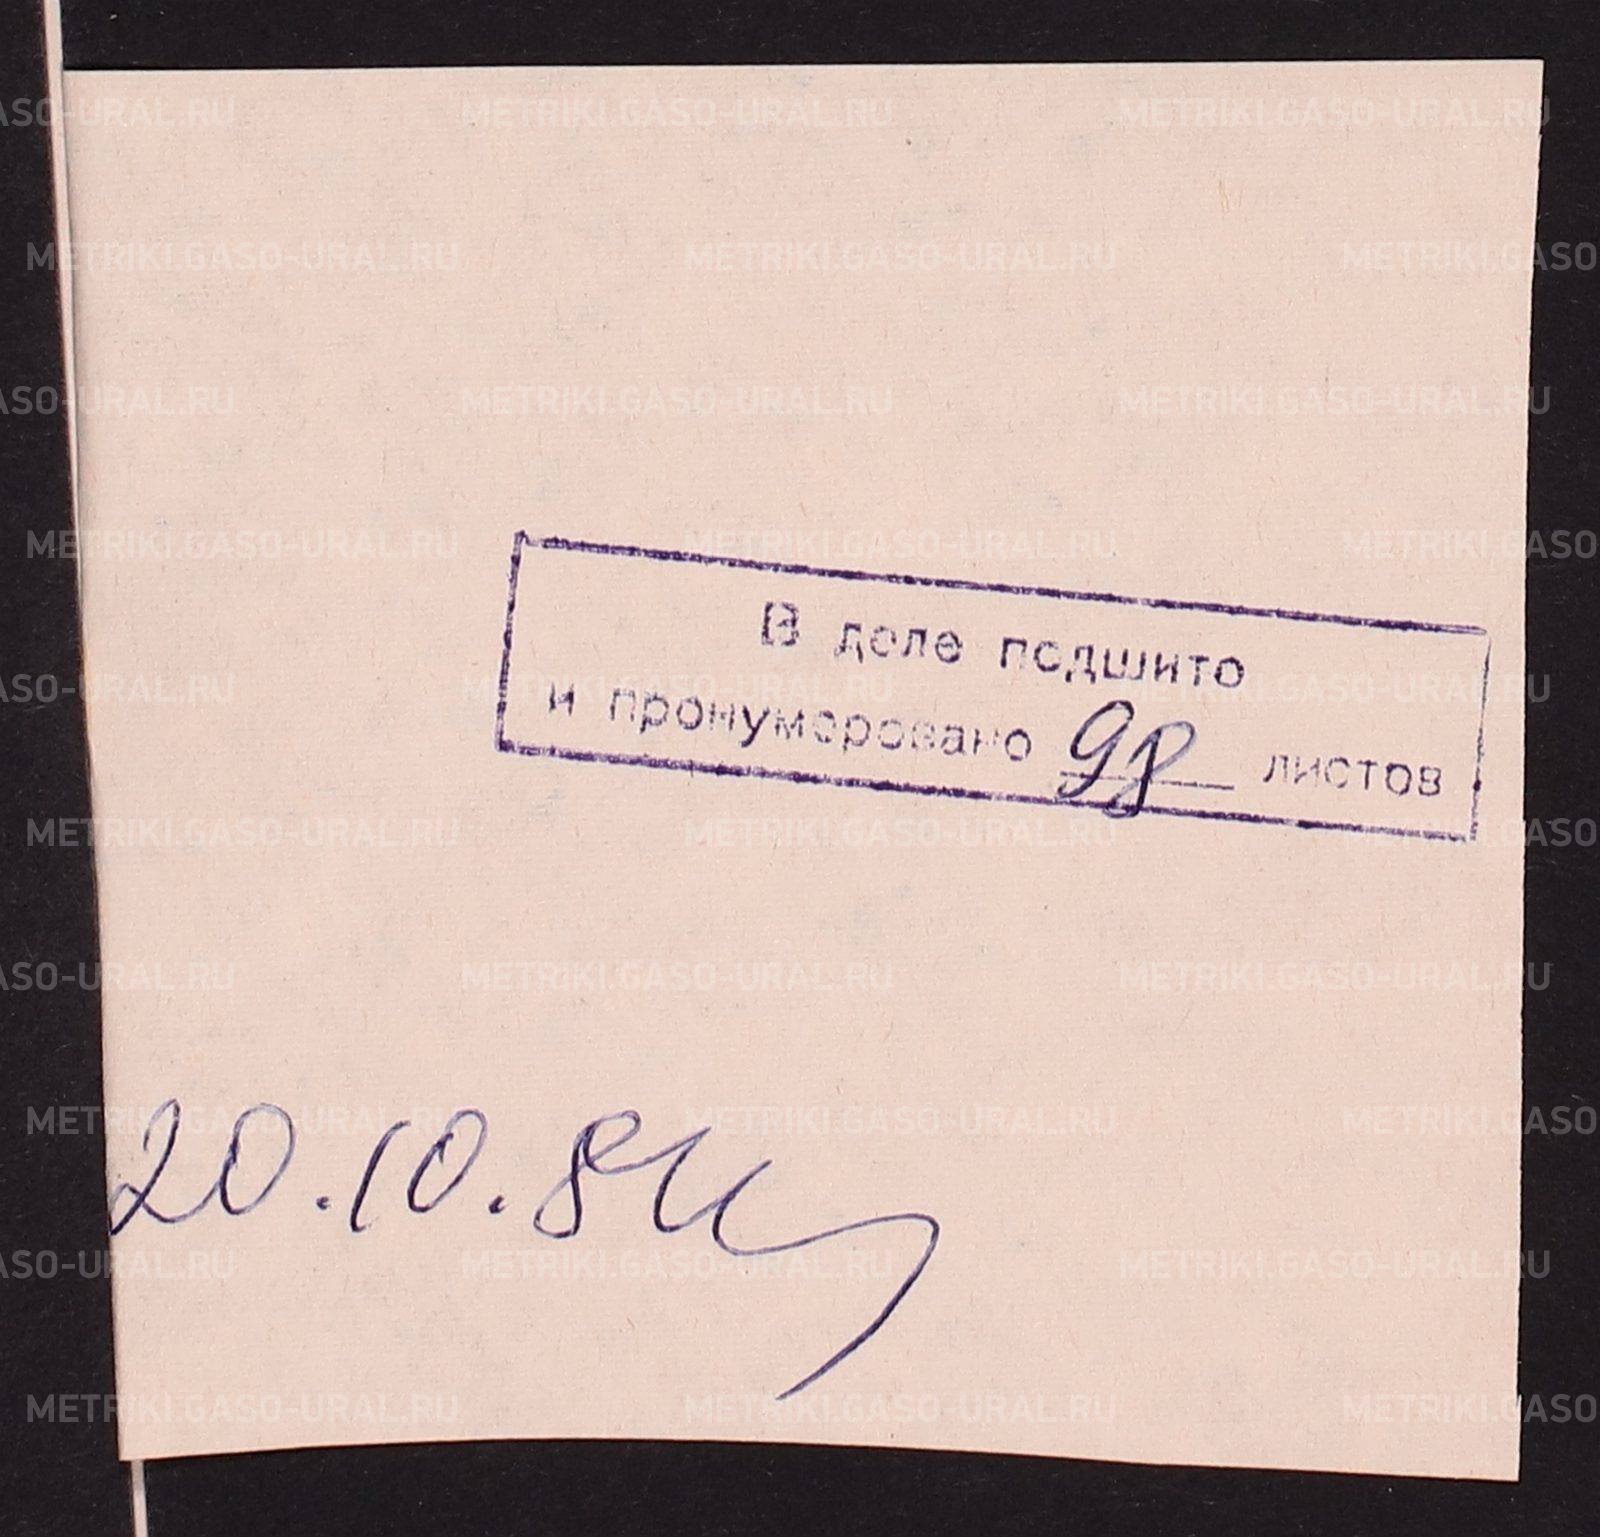 В деле подшито
и пронумеровано 98 листов
20.10.84